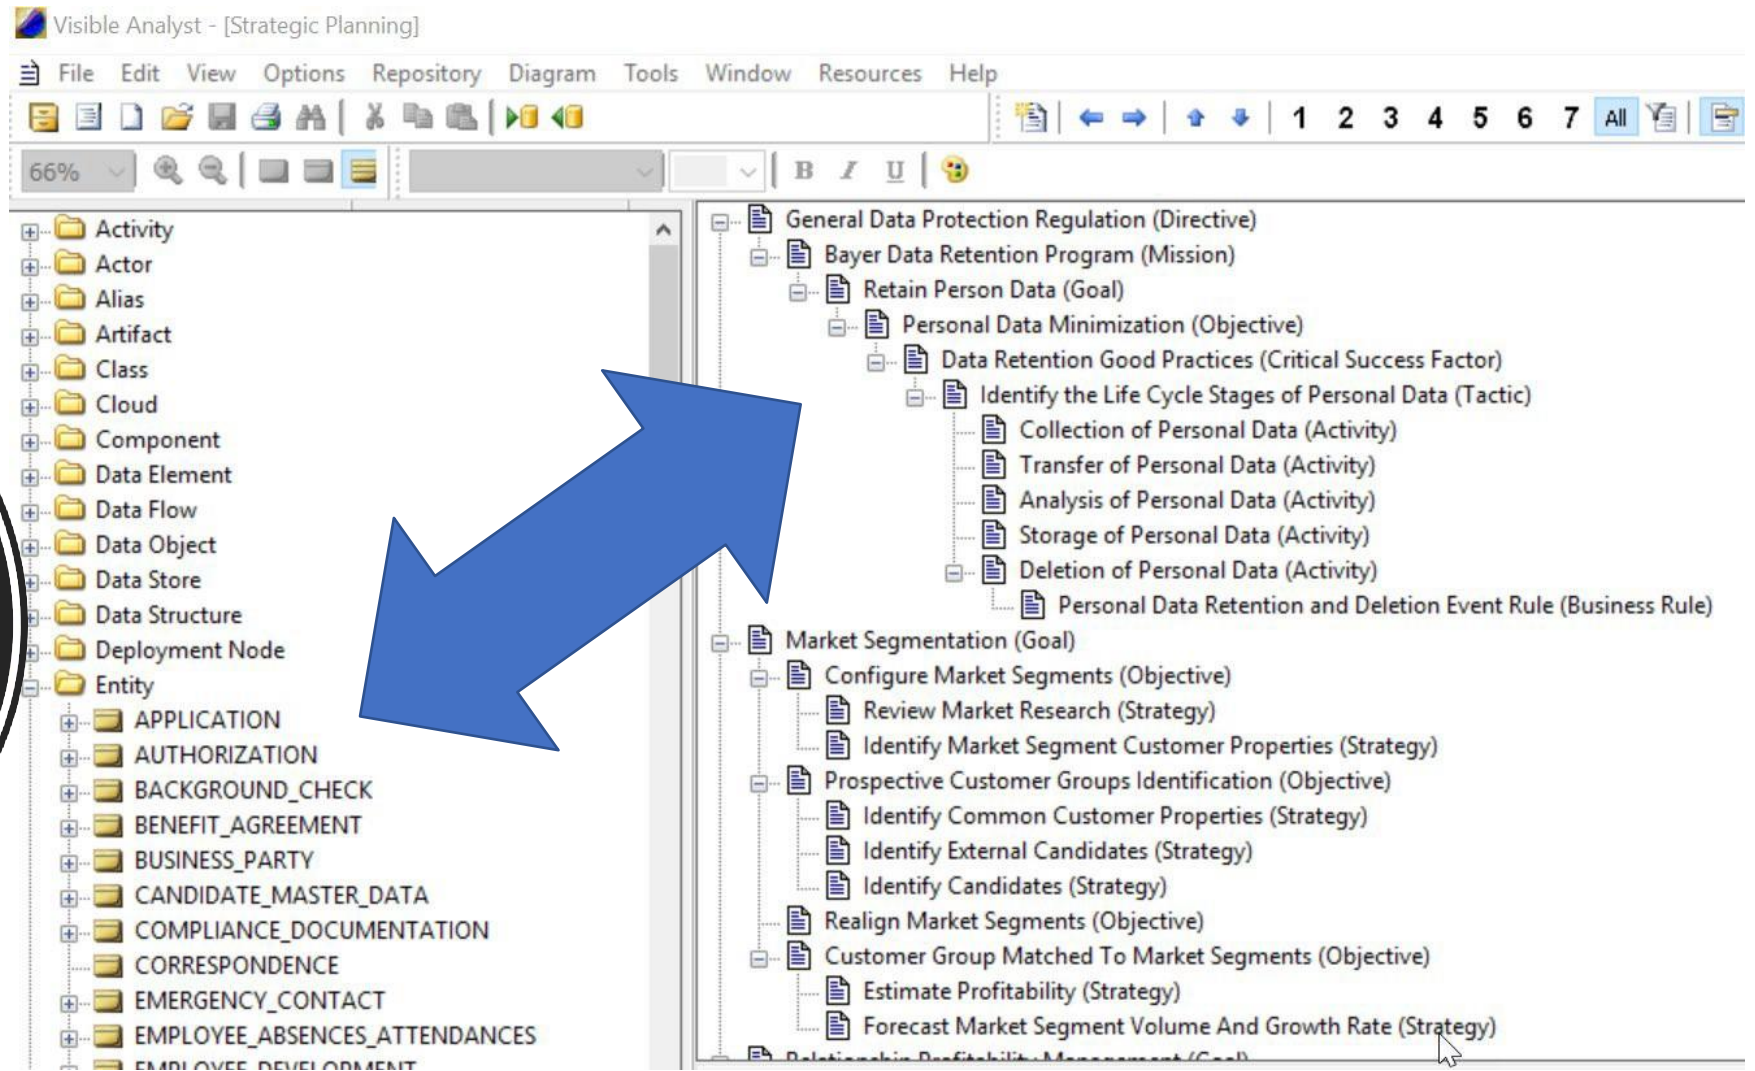 Visible Analyst - [Strategic Planning]
File Edit View Options Repository Diagram Tools Window Resources Help
1 2 3 4 5 6 7 All
66% B I U
Activity
Actor
Alias
Artifact
Class
Cloud
Component
Data Element
Data Flow
Data Object
Data Store
Data Structure
Deployment Node
Entity
APPLICATION
AUTHORIZATION
BACKGROUND_CHECK
BENEFIT_AGREEMENT
BUSINESS_PARTY
CANDIDATE_MASTER_DATA
COMPLIANCE_DOCUMENTATION
CORRESPONDENCE
EMERGENCY_CONTACT
EMPLOYEE_ABSENCES_ATTENDANCES
EMPLOYEE_DEVELOPMENT
General Data Protection Regulation (Directive)
Bayer Data Retention Program (Mission)
Retain Person Data (Goal)
Personal Data Minimization (Objective)
Data Retention Good Practices (Critical Success Factor)
Identify the Life Cycle Stages of Personal Data (Tactic)
Collection of Personal Data (Activity)
Transfer of Personal Data (Activity)
Analysis of Personal Data (Activity)
Storage of Personal Data (Activity)
Deletion of Personal Data (Activity)
Personal Data Retention and Deletion Event Rule (Business Rule)
Market Segmentation (Goal)
Configure Market Segments (Objective)
Review Market Research (Strategy)
Identify Market Segment Customer Properties (Strategy)
Prospective Customer Groups Identification (Objective)
Identify Common Customer Properties (Strategy)
Identify External Candidates (Strategy)
Identify Candidates (Strategy)
Realign Market Segments (Objective)
Customer Group Matched To Market Segments (Objective)
Estimate Profitability (Strategy)
Forecast Market Segment Volume And Growth Rate (Strategy)
Relationship Profitability Management (Goal)